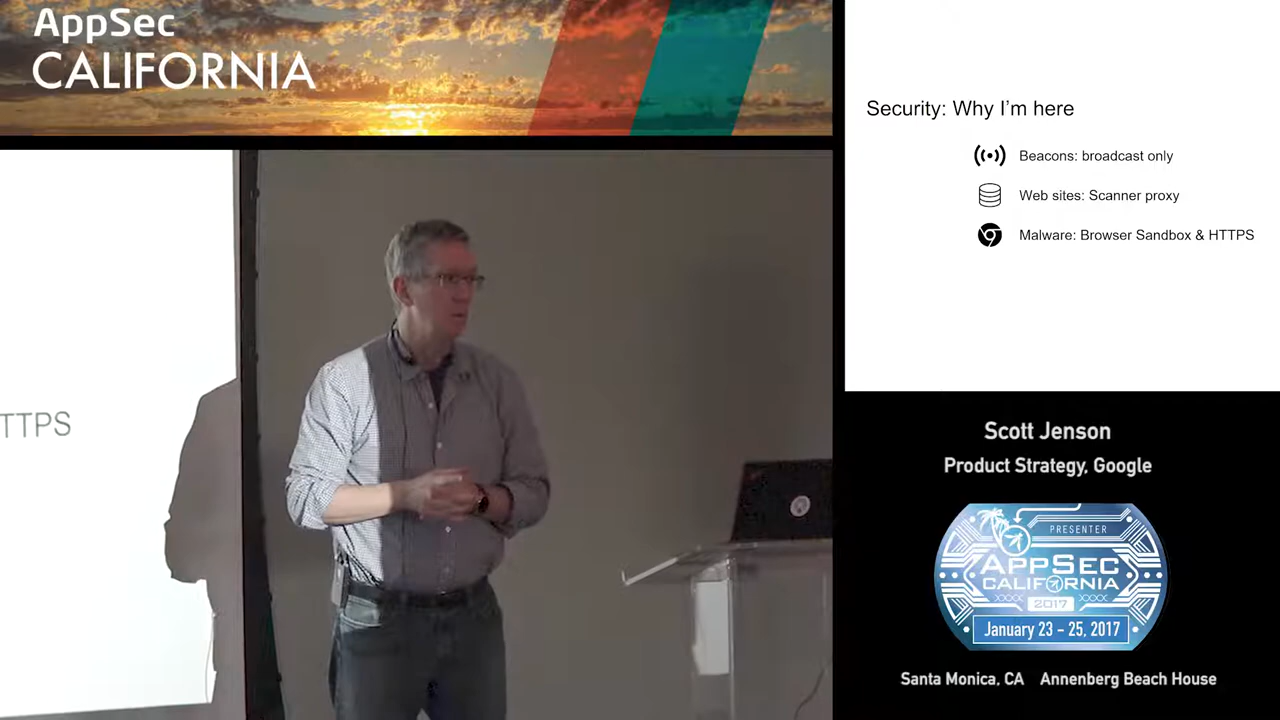 AppSec
CALIFORNIA
Security: Why I'm here
Beacons: broadcast only
Web sites: Scanner proxy
Malware: Browser Sandbox & HTTPS
TTPS
Scott Jenson
Product Strategy, Google
PRESENTER
APPSEC
CALIFORNIA
2017
January 23 - 25, 2017
Santa Monica, CA Annenberg Beach House